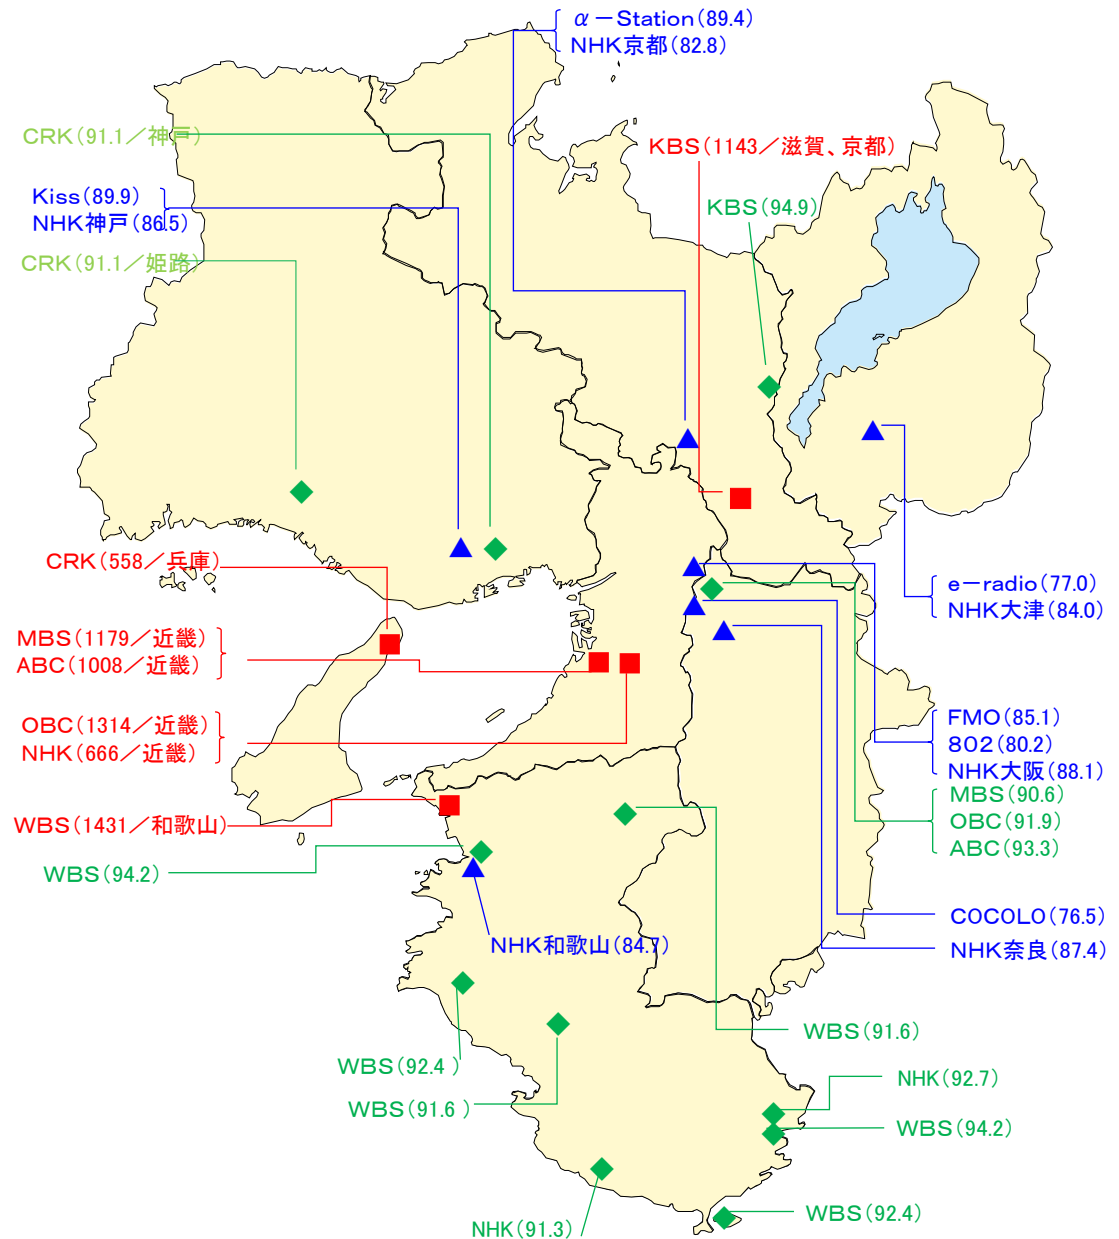 α－Station(89.4)
NHK京都(82.8)
CRK(91.1／神戸)
KBS(1143／滋賀、京都)
Kiss(89.9)
NHK神戸(86.5)
KBS(94.9)
CRK(91.1／姫路)
CRK(558／兵庫)
e－radio(77.0)
NHK大津(84.0)
MBS(1179／近畿)
ABC(1008／近畿)
OBC(1314／近畿)
NHK(666／近畿)
FMO(85.1)
802(80.2)
NHK大阪(88.1)
MBS(90.6)
OBC(91.9)
ABC(93.3)
WBS(1431／和歌山)
WBS(94.2)
COCOLO(76.5)
NHK和歌山(84.7)
NHK奈良(87.4)
WBS(91.6)
WBS(92.4 )
NHK(92.7)
WBS(91.6 )
WBS(94.2)
WBS(92.4)
NHK(91.3)